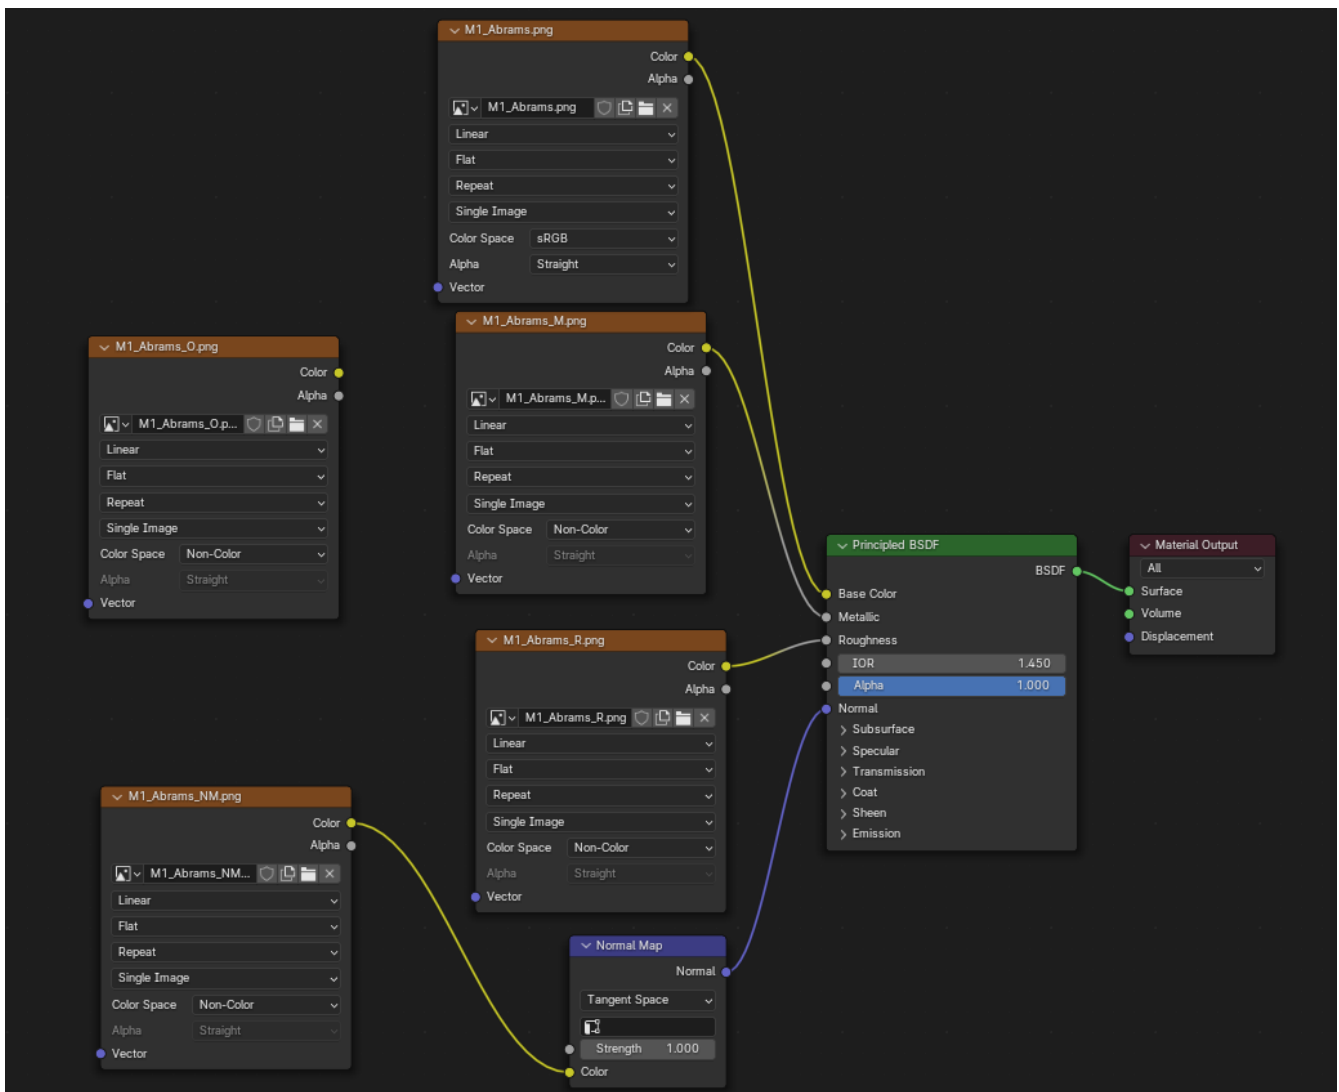 M1_Abrams.png
Color
Alpha
M1_Abrams.png
Linear
Flat
Repeat
Single Image
Color Space sRGB
Alpha Straight
Vector
M1_Abrams_O.png
Color
Alpha
M1_Abrams_O.p...
Linear
Flat
Repeat
Single Image
Color Space Non-Color
Alpha Straight
Vector
M1_Abrams_M.png
Color
Alpha
M1_Abrams_M.p...
Linear
Flat
Repeat
Single Image
Color Space Non-Color
Alpha Straight
Vector
M1_Abrams_R.png
Color
Alpha
M1_Abrams_R.png
Linear
Flat
Repeat
Single Image
Color Space Non-Color
Alpha Straight
Vector
M1_Abrams_NM.png
Color
Alpha
M1_Abrams_NM...
Linear
Flat
Repeat
Single Image
Color Space Non-Color
Alpha Straight
Vector
Normal Map
Normal
Tangent Space
Strength 1.000
Color
Principled BSDF
BSDF
Base Color
Metallic
Roughness
IOR 1.450
Alpha 1.000
Normal
Subsurface
Specular
Transmission
Coat
Sheen
Emission
Material Output
All
Surface
Volume
Displacement